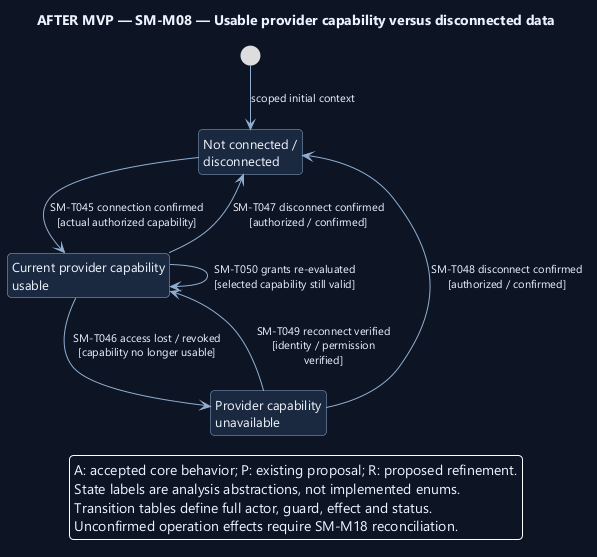 AFTER MVP — SM-M08 — Usable provider capability versus disconnected data
scoped initial context
Not connected /
disconnected
SM-T045 connection confirmed
[actual authorized capability]
SM-T047 disconnect confirmed
[authorized / confirmed]
Current provider capability
usable
SM-T050 grants re-evaluated
[selected capability still valid]
SM-T048 disconnect confirmed
[authorized / confirmed]
SM-T046 access lost / revoked
[capability no longer usable]
SM-T049 reconnect verified
[identity / permission
verified]
Provider capability
unavailable
A: accepted core behavior; P: existing proposal; R: proposed refinement.
State labels are analysis abstractions, not implemented enums.
Transition tables define full actor, guard, effect and status.
Unconfirmed operation effects require SM-M18 reconciliation.